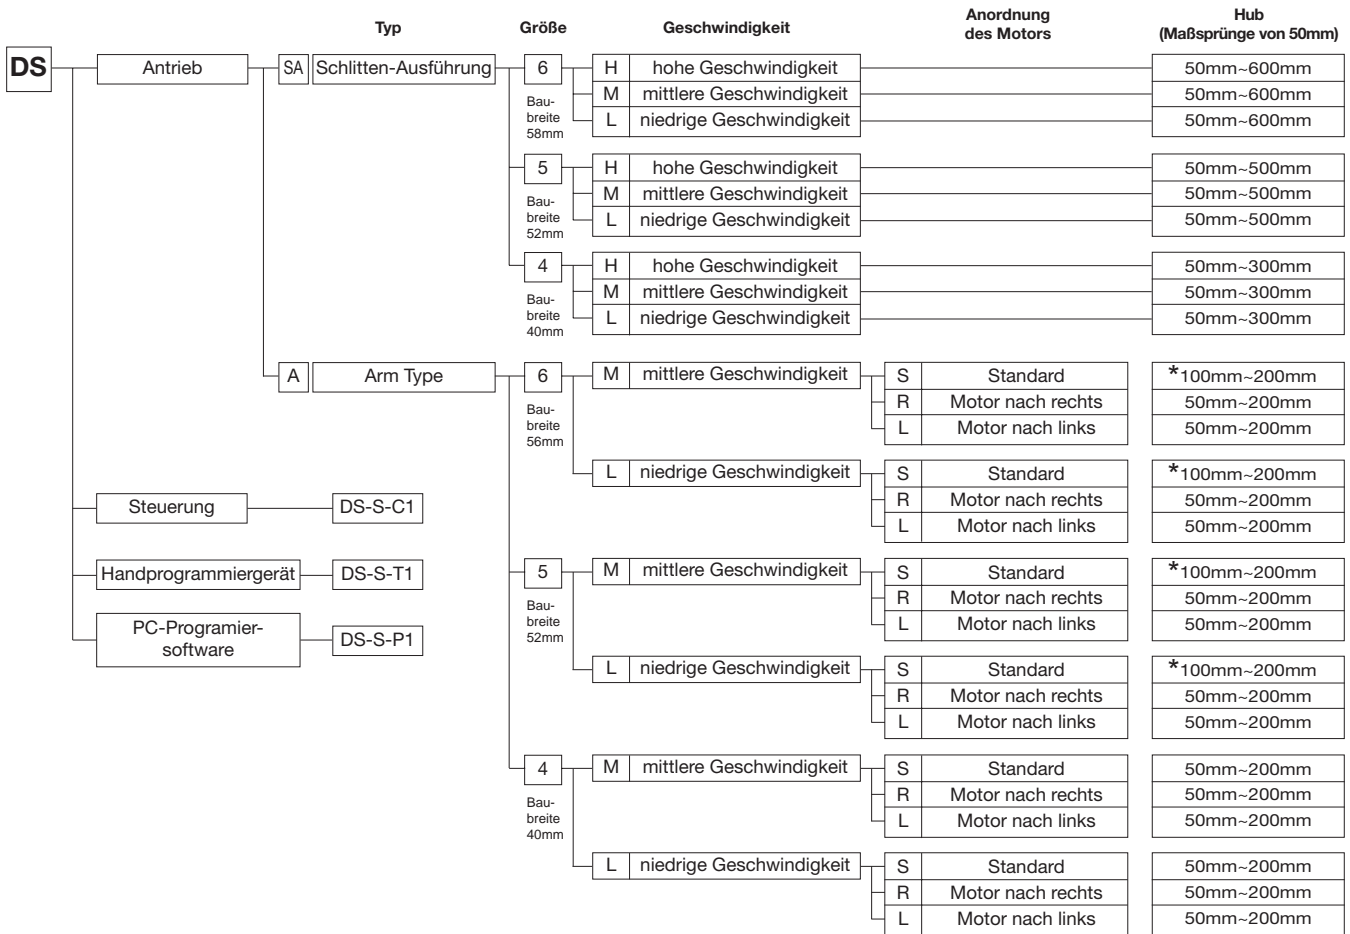 Typ
Größe
Geschwindigkeit
Anordnung
des Motors
Hub
(Maßsprünge von 50mm)
DS
Antrieb
SA Schlitten-Ausführung
6
Bau-
breite
58mm
H hohe Geschwindigkeit 50mm~600mm
M mittlere Geschwindigkeit 50mm~600mm
L niedrige Geschwindigkeit 50mm~600mm
5
Bau-
breite
52mm
H hohe Geschwindigkeit 50mm~500mm
M mittlere Geschwindigkeit 50mm~500mm
L niedrige Geschwindigkeit 50mm~500mm
4
Bau-
breite
40mm
H hohe Geschwindigkeit 50mm~300mm
M mittlere Geschwindigkeit 50mm~300mm
L niedrige Geschwindigkeit 50mm~300mm
A Arm Type
6
Bau-
breite
56mm
M mittlere Geschwindigkeit
S Standard *100mm~200mm
R Motor nach rechts 50mm~200mm
L Motor nach links 50mm~200mm
L niedrige Geschwindigkeit
S Standard *100mm~200mm
R Motor nach rechts 50mm~200mm
L Motor nach links 50mm~200mm
5
Bau-
breite
52mm
M mittlere Geschwindigkeit
S Standard *100mm~200mm
R Motor nach rechts 50mm~200mm
L Motor nach links 50mm~200mm
L niedrige Geschwindigkeit
S Standard *100mm~200mm
R Motor nach rechts 50mm~200mm
L Motor nach links 50mm~200mm
4
Bau-
breite
40mm
M mittlere Geschwindigkeit
S Standard 50mm~200mm
R Motor nach rechts 50mm~200mm
L Motor nach links 50mm~200mm
L niedrige Geschwindigkeit
S Standard 50mm~200mm
R Motor nach rechts 50mm~200mm
L Motor nach links 50mm~200mm
Steuerung DS-S-C1
Handprogrammiergerät DS-S-T1
PC-Programier-
software
DS-S-P1